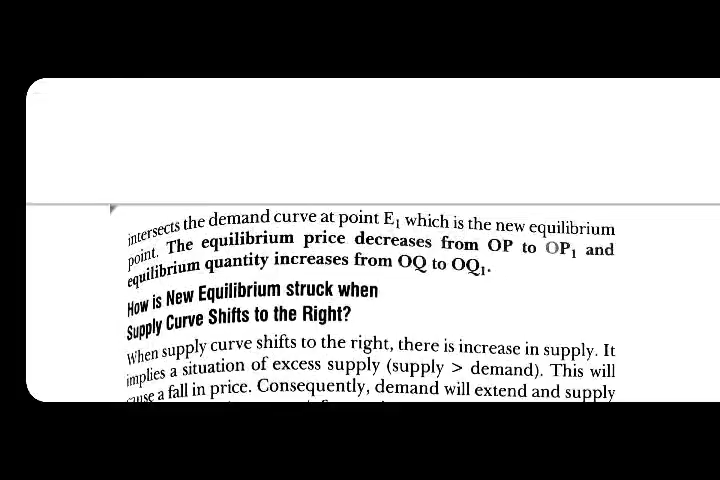 intersects the demand curve at point E₁ which is the new equilibrium
point. The equilibrium price decreases from OP to OP₁ and
equilibrium quantity increases from OQ to OQ₁.
How is New Equilibrium struck when
Supply Curve Shifts to the Right?
When supply curve shifts to the right, there is increase in supply. It
implies a situation of excess supply (supply > demand). This will
cause a fall in price. Consequently, demand will extend and supply